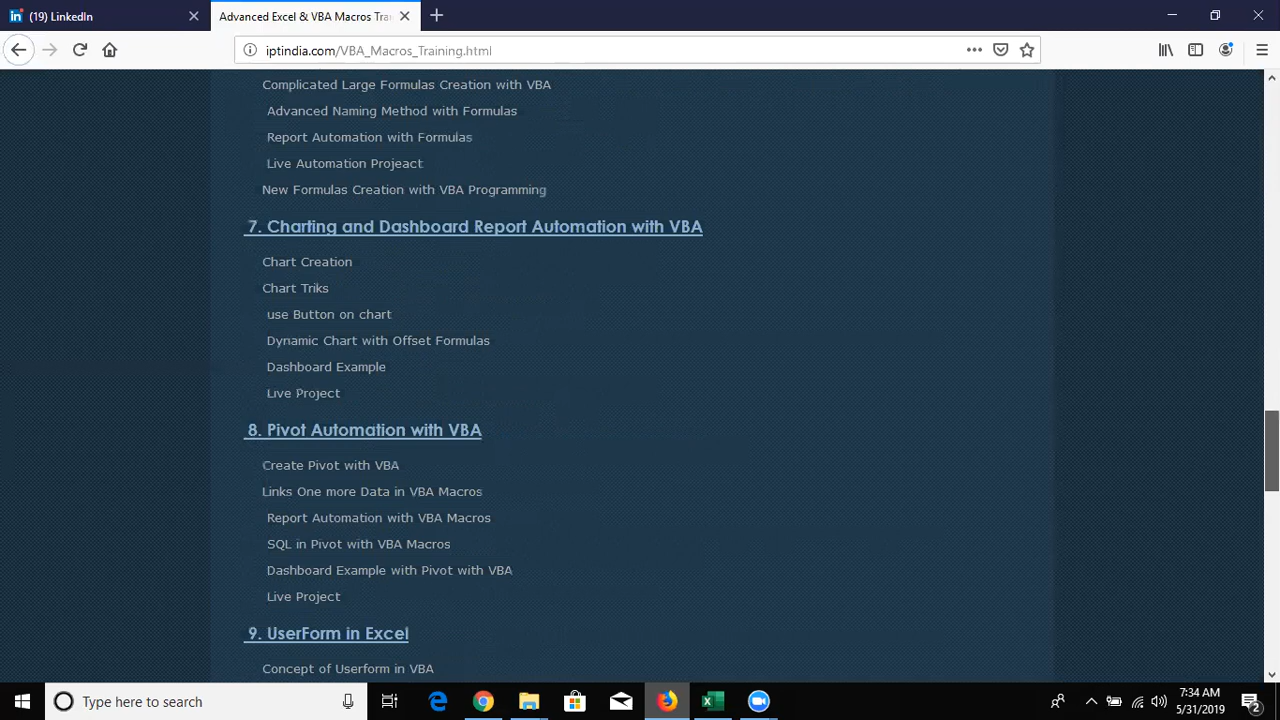 (19) LinkedIn
Advanced Excel & VBA Macros Tra
iptindia.com/VBA_Macros_Training.html
Complicated Large Formulas Creation with VBA
Advanced Naming Method with Formulas
Report Automation with Formulas
Live Automation Projeact
New Formulas Creation with VBA Programming
7. Charting and Dashboard Report Automation with VBA
Chart Creation
Chart Triks
use Button on chart
Dynamic Chart with Offset Formulas
Dashboard Example
Live Project
8. Pivot Automation with VBA
Create Pivot with VBA
Links One more Data in VBA Macros
Report Automation with VBA Macros
SQL in Pivot with VBA Macros
Dashboard Example with Pivot with VBA
Live Project
9. UserForm in Excel
Concept of Userform in VBA
Type here to search
7:34 AM
5/31/2019
2